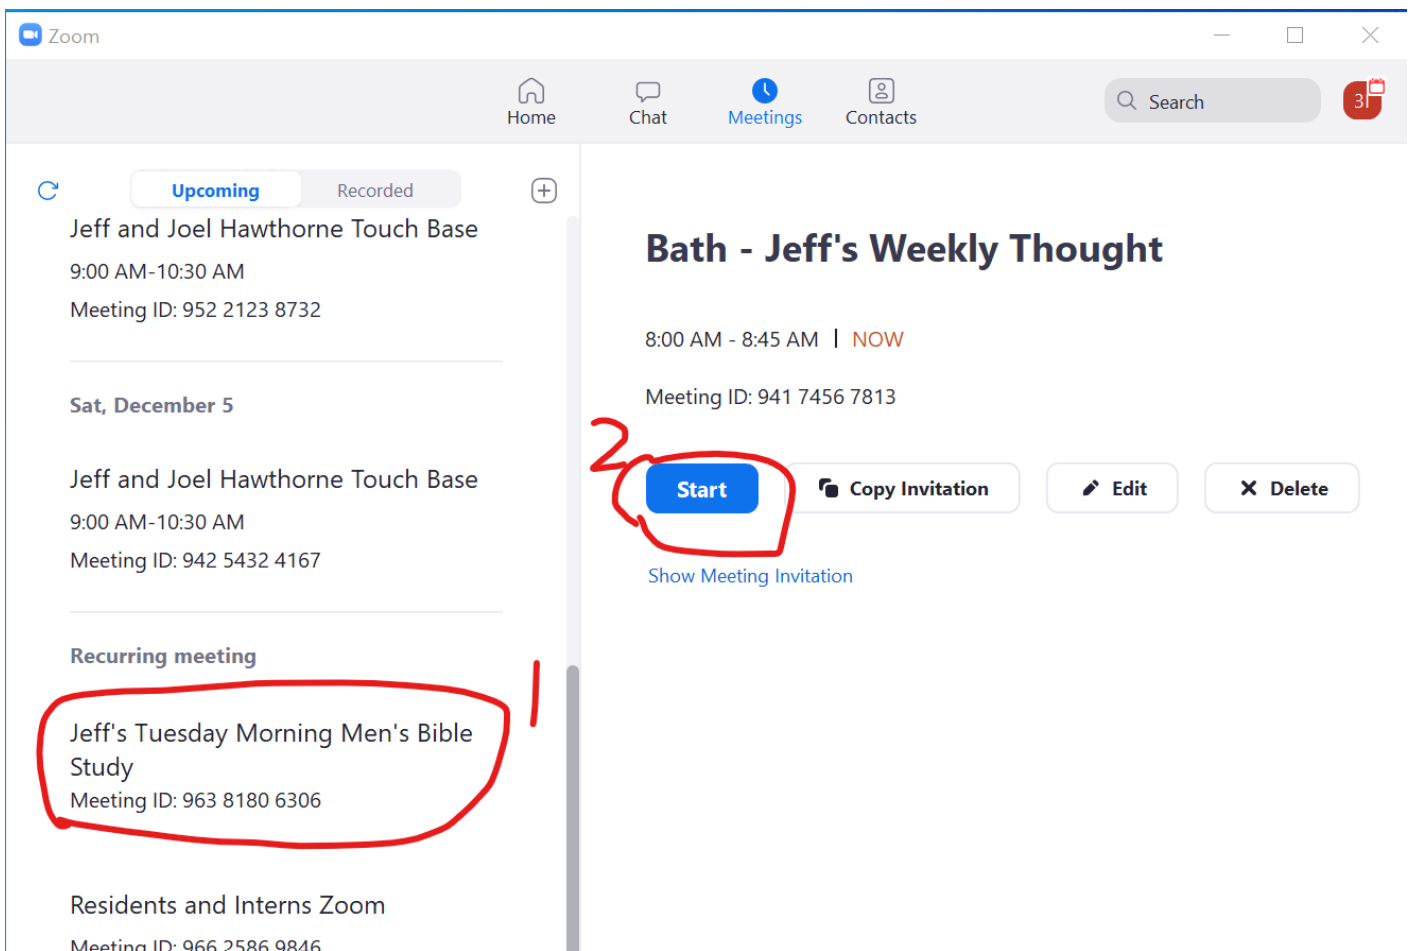 Zoom
Home
Chat
Meetings
Contacts
Search
Upcoming
Recorded
Jeff and Joel Hawthorne Touch Base
9:00 AM-10:30 AM
Meeting ID: 952 2123 8732
Sat, December 5
Jeff and Joel Hawthorne Touch Base
9:00 AM-10:30 AM
Meeting ID: 942 5432 4167
Recurring meeting
1
Jeff's Tuesday Morning Men's Bible
Study
Meeting ID: 963 8180 6306
Residents and Interns Zoom
Meeting ID: 966 2586 9846
Bath - Jeff's Weekly Thought
8:00 AM - 8:45 AM | NOW
Meeting ID: 941 7456 7813
2
Start
Copy Invitation
Edit
Delete
Show Meeting Invitation